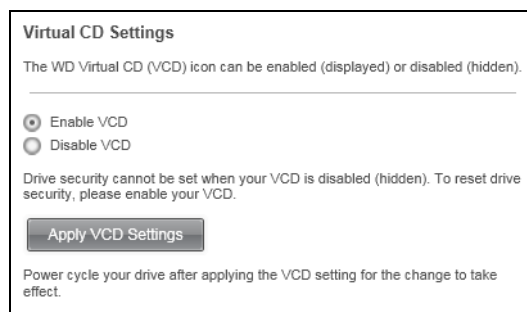 Virtual CD Settings
The WD Virtual CD (VCD) icon can be enabled (displayed) or disabled (hidden).
Enable VCD
Disable VCD
Drive security cannot be set when your VCD is disabled (hidden). To reset drive
security, please enable your VCD.
Apply VCD Settings
Power cycle your drive after applying the VCD setting for the change to take
effect.